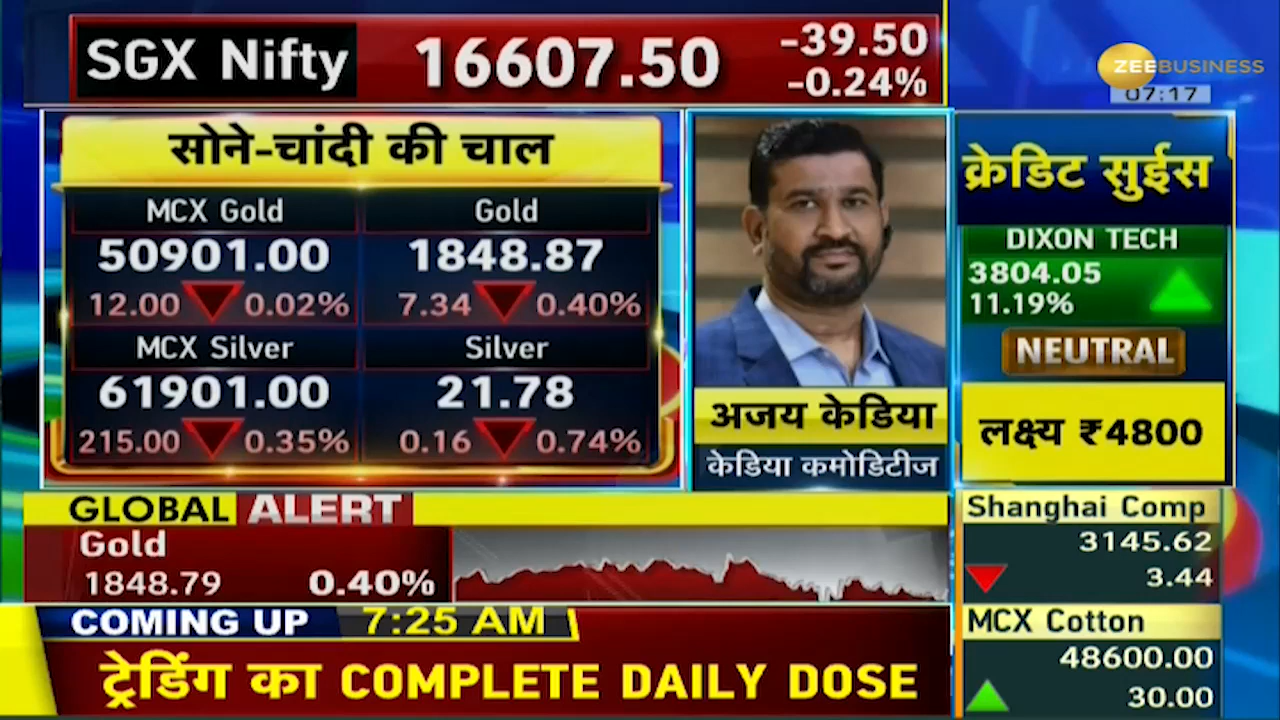 SGX Nifty
16607.50
-39.50
-0.24%
ZEEBUSINESS
07:17
सोने-चांदी की चाल
MCX Gold
50901.00
12.00 0.02%
Gold
1848.87
7.34 0.40%
MCX Silver
61901.00
215.00 0.35%
Silver
21.78
0.16 0.74%
अजय केडिया
केडिया कमोडिटीज
क्रेडिट सुईस
DIXON TECH
3804.05
11.19%
NEUTRAL
लक्ष्य ₹4800
GLOBAL ALERT
Gold
1848.79 0.40%
Shanghai Comp
3145.62
3.44
MCX Cotton
48600.00
30.00
COMING UP 7:25 AM
ट्रेडिंग का COMPLETE DAILY DOSE